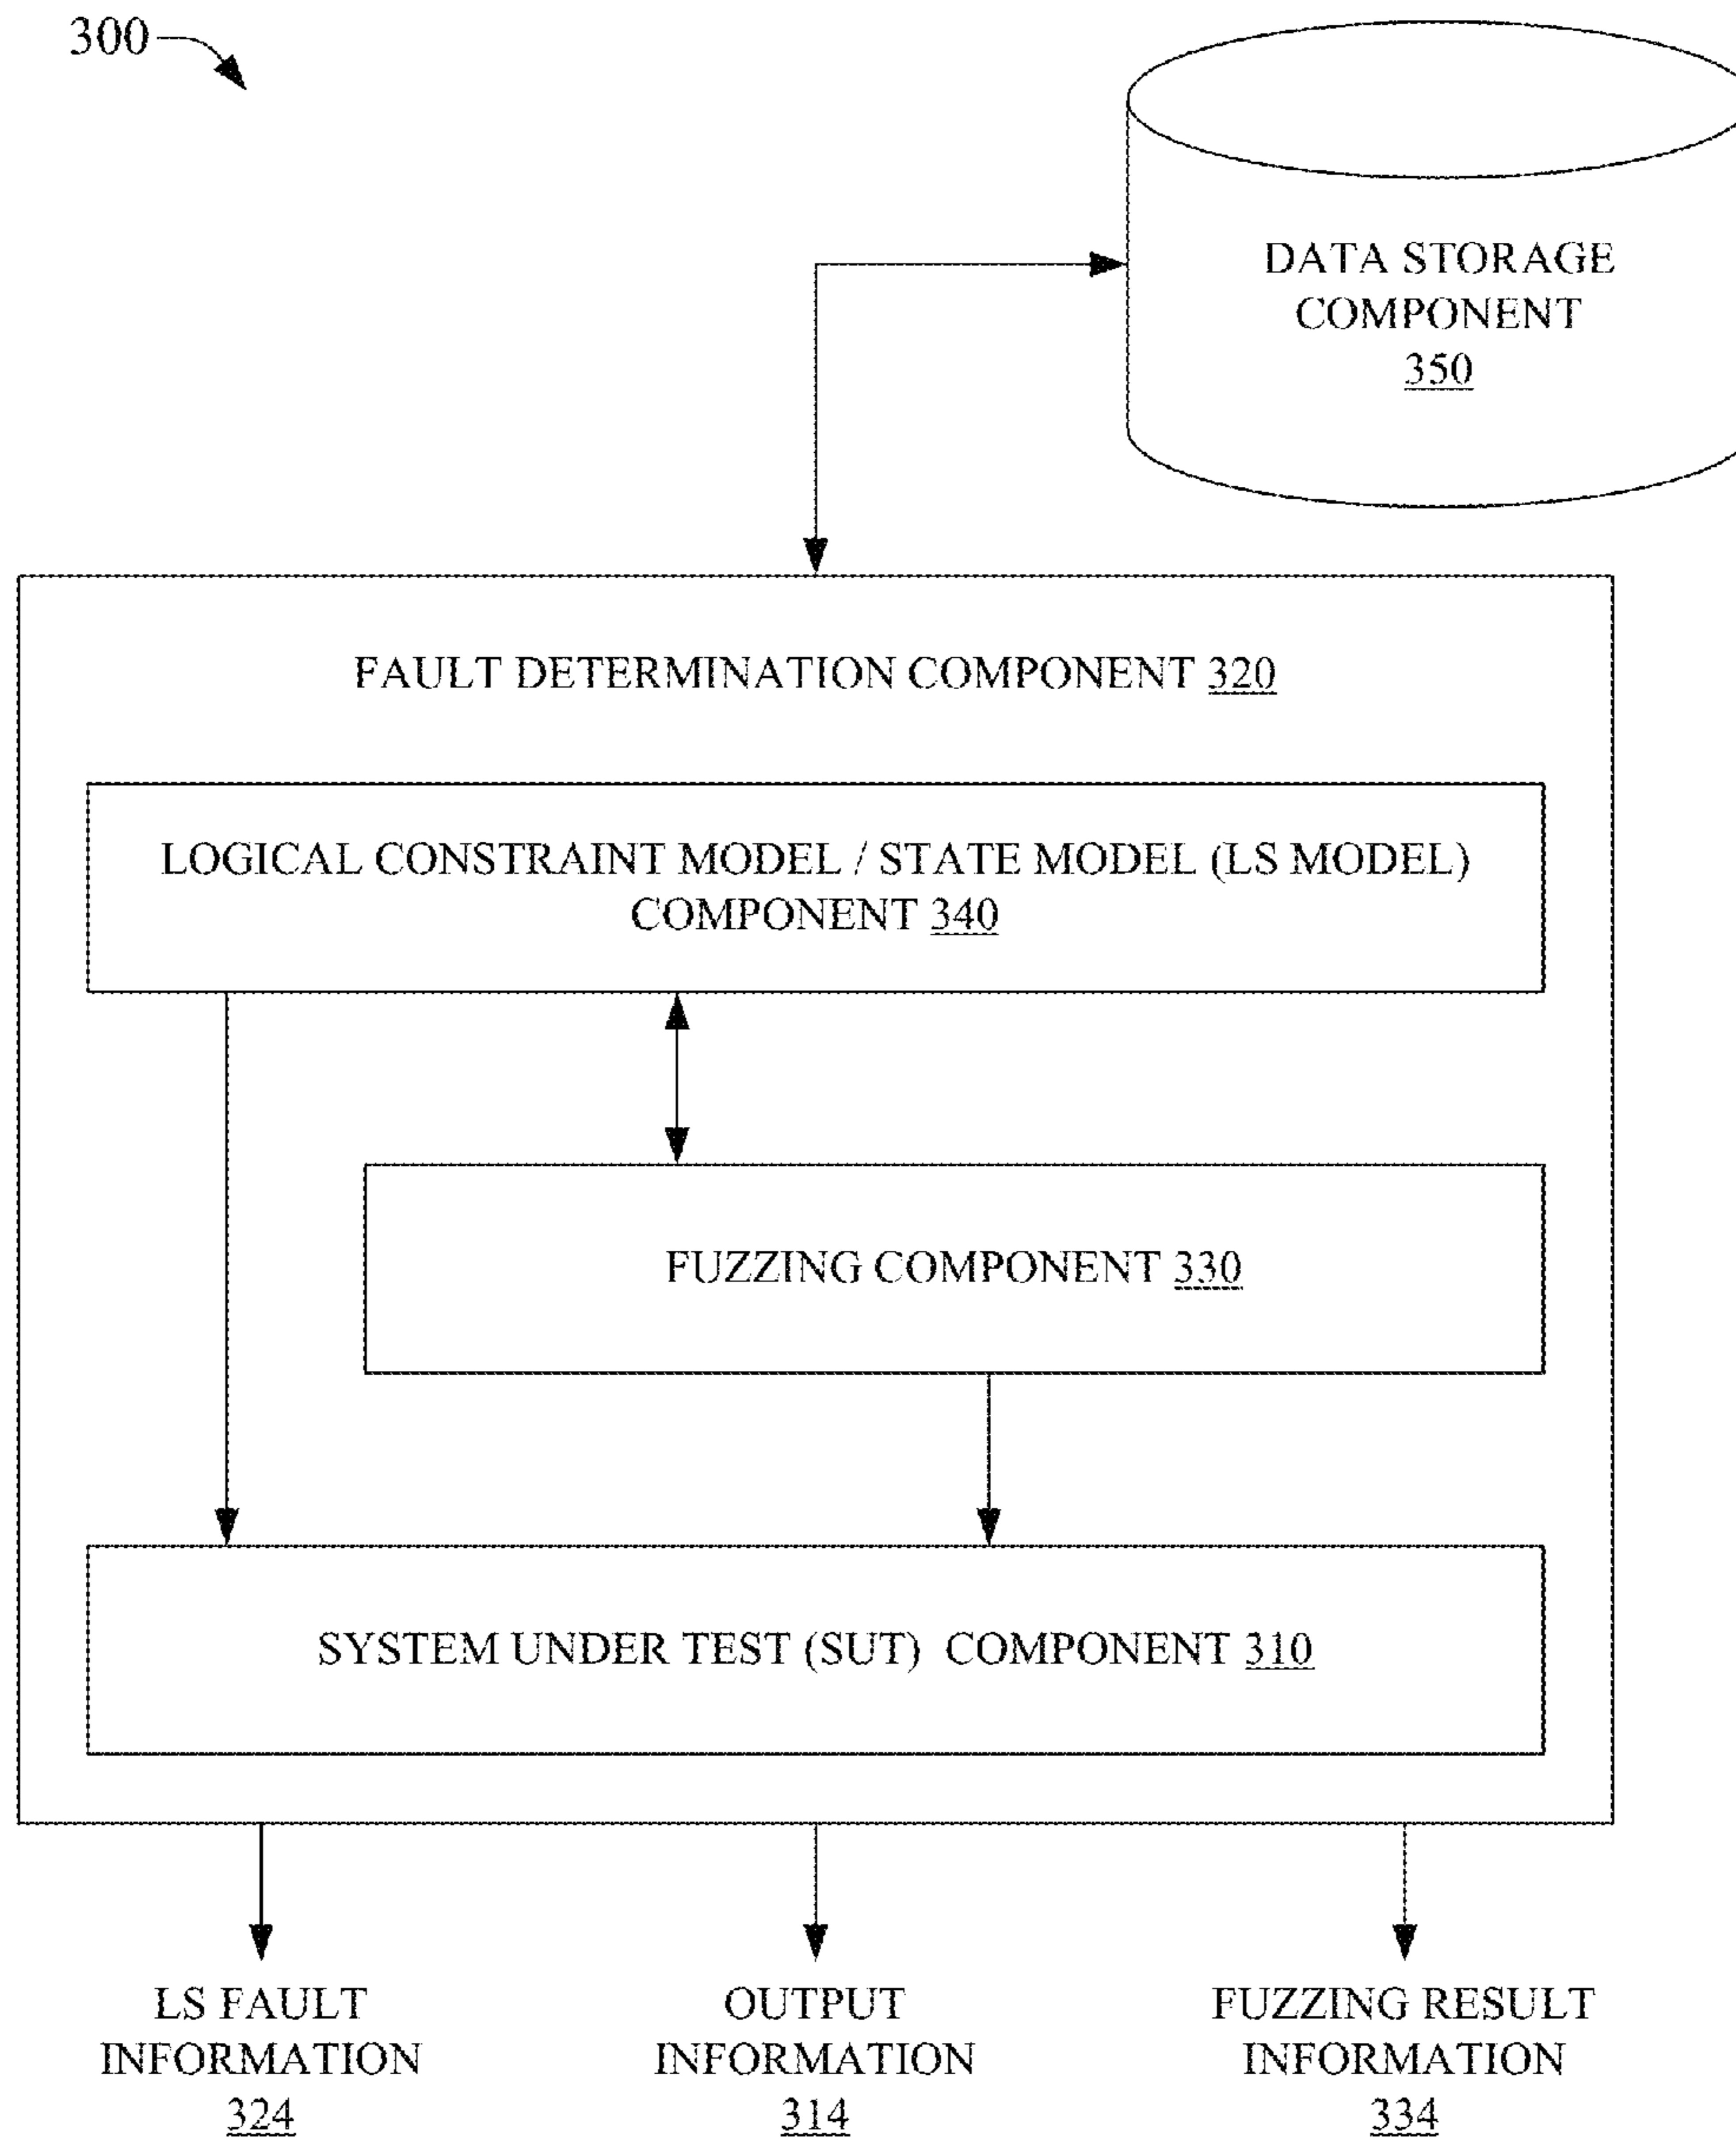 300
DATA STORAGE
COMPONENT
350
FAULT DETERMINATION COMPONENT 320
LOGICAL CONSTRAINT MODEL / STATE MODEL (LS MODEL)
COMPONENT 340
FUZZING COMPONENT 330
SYSTEM UNDER TEST (SUT) COMPONENT 310
LS FAULT
INFORMATION
324
OUTPUT
INFORMATION
314
FUZZING RESULT
INFORMATION
334